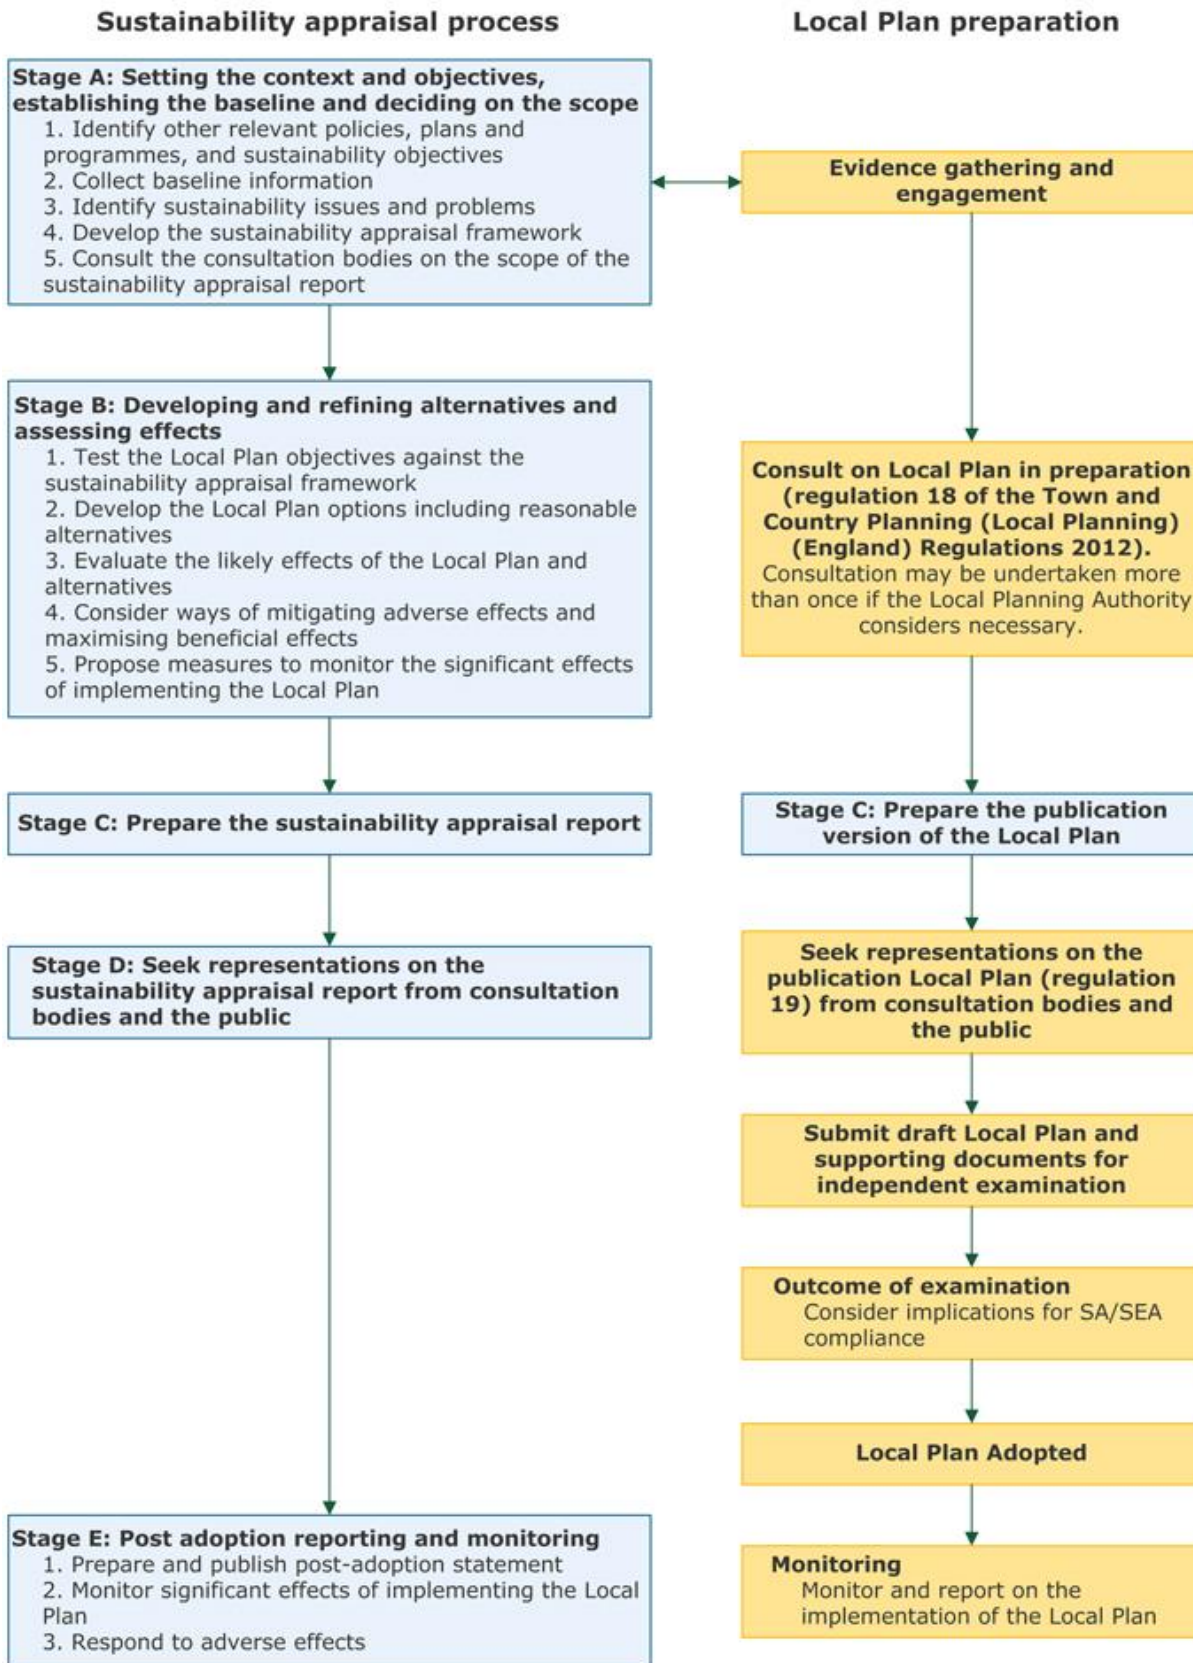 Sustainability appraisal process
Local Plan preparation
Stage A: Setting the context and objectives,
establishing the baseline and deciding on the scope
1. Identify other relevant policies, plans and
programmes, and sustainability objectives
2. Collect baseline information
3. Identify sustainability issues and problems
4. Develop the sustainability appraisal framework
5. Consult the consultation bodies on the scope of the
sustainability appraisal report
Evidence gathering and
engagement
Stage B: Developing and refining alternatives and
assessing effects
1. Test the Local Plan objectives against the
sustainability appraisal framework
2. Develop the Local Plan options including reasonable
alternatives
3. Evaluate the likely effects of the Local Plan and
alternatives
4. Consider ways of mitigating adverse effects and
maximising beneficial effects
5. Propose measures to monitor the significant effects
of implementing the Local Plan
Consult on Local Plan in preparation
(regulation 18 of the Town and
Country Planning (Local Planning)
(England) Regulations 2012).
Consultation may be undertaken more
than once if the Local Planning Authority
considers necessary.
Stage C: Prepare the sustainability appraisal report
Stage C: Prepare the publication
version of the Local Plan
Stage D: Seek representations on the
sustainability appraisal report from consultation
bodies and the public
Seek representations on the
publication Local Plan (regulation
19) from consultation bodies and
the public
Submit draft Local Plan and
supporting documents for
independent examination
Outcome of examination
Consider implications for SA/SEA
compliance
Local Plan Adopted
Stage E: Post adoption reporting and monitoring
1. Prepare and publish post-adoption statement
2. Monitor significant effects of implementing the Local
Plan
3. Respond to adverse effects
Monitoring
Monitor and report on the
implementation of the Local Plan